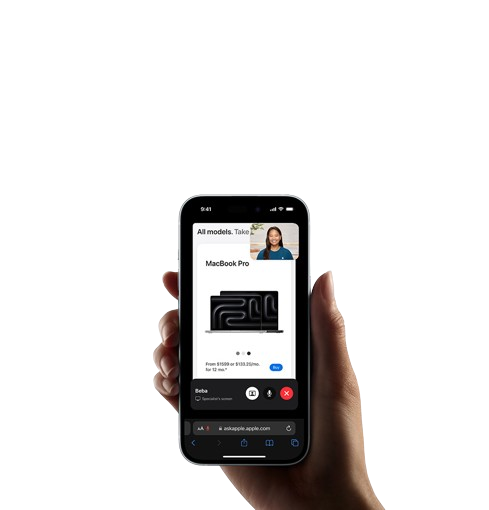 9:41
All models. Take
MacBook Pro
From $1599 or $133.25/mo.
for 12 mo.*
Buy
Beba
Specialist's screen
AA
askapple.apple.com